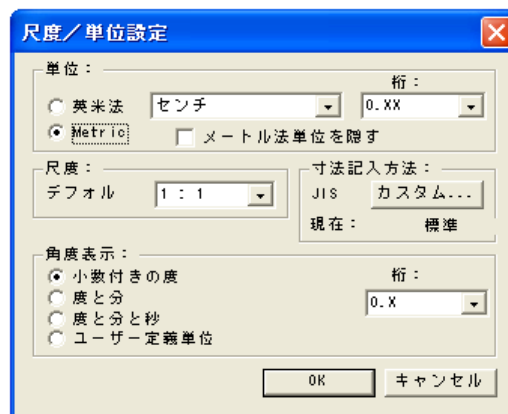 尺度／単位設定
単位：
桁：
英米法
センチ
0.XX
Metric
メートル法単位を隠す
尺度：
デフォル
1：1
寸法記入方法：
JIS
カスタム...
現在：
標準
角度表示：
小数付きの度
桁：
度と分
0.X
度と分と秒
ユーザー定義単位
OK
キャンセル